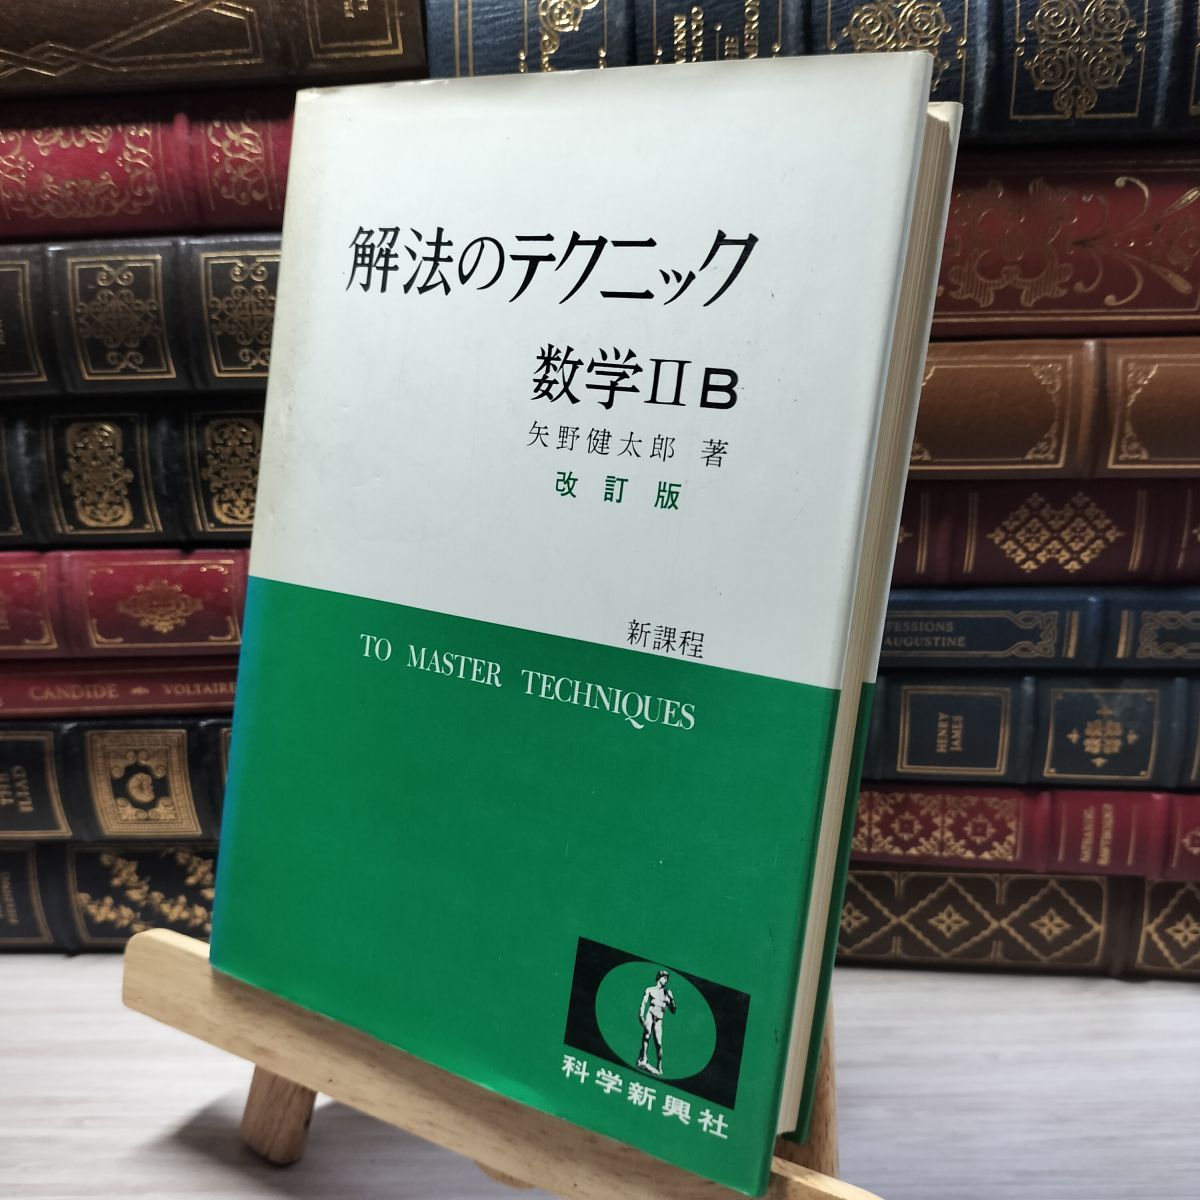 解法のテクニック
数学ⅡB
矢野健太郎 著
改訂版
新課程
TO MASTER TECHNIQUES
科学新興社
CANDIDE VOLTAIRE
THE ILIAD
AUGUSTINE
HENRY JAMES